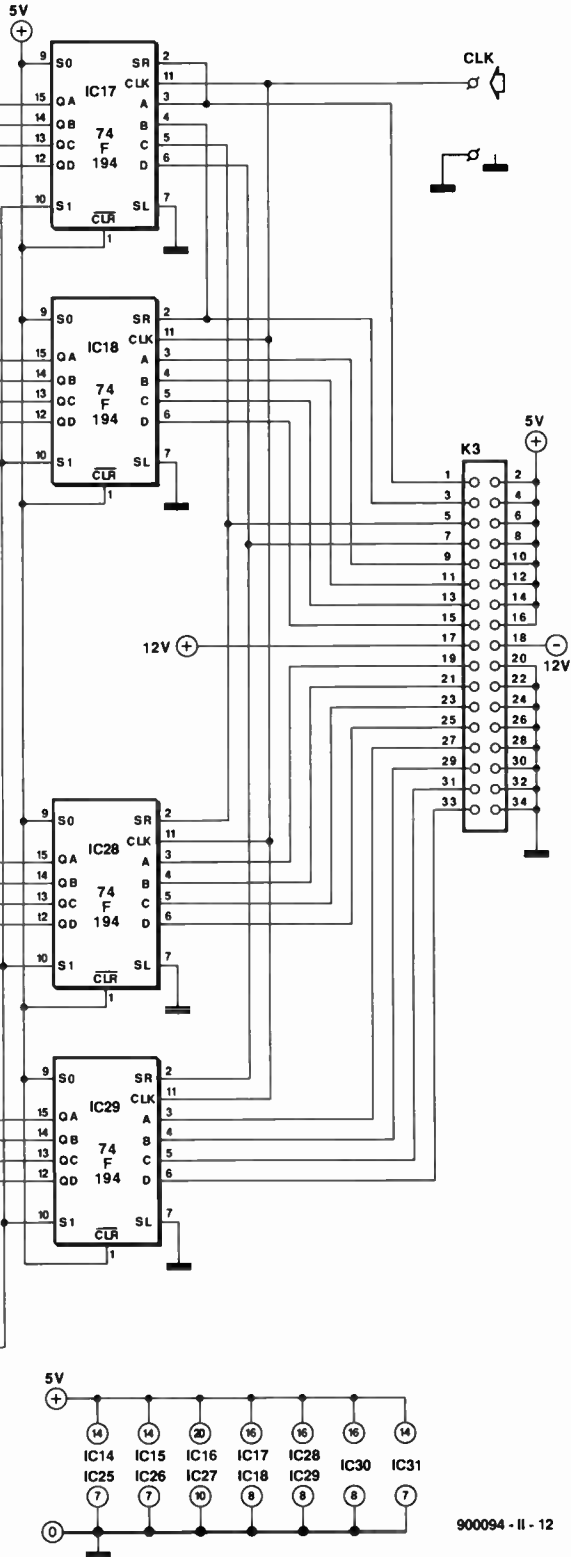 5V
+
9 S0 SR 2
IC17 CLK 11
15 QA A 3
14 QB 74 B 4
13 QC F C 5
12 QD 194 D 6
10 S1 SL 7
CLR
1
CLK
9 S0 SR 2
IC18 CLK 11
15 QA A 3
14 QB 74 B 4
13 QC F C 5
12 QD 194 D 6
10 S1 SL 7
CLR
1
5V
+
K3
1 2
3 4
5 6
7 8
9 10
11 12
13 14
15 16
12V + 17 18 −
19 20 12V
21 22
23 24
25 26
27 28
29 30
31 32
33 34
9 S0 SR 2
IC28 CLK 11
15 QA A 3
14 QB 74 B 4
13 QC F C 5
12 QD 194 D 6
10 S1 SL 7
CLR
1
9 S0 SR 2
IC29 CLK 11
15 QA A 3
14 QB 74 B 4
13 QC F C 5
12 QD 194 D 6
10 S1 SL 7
CLR
1
5V
+
14 14 20 16 16 16 14
IC14 IC15 IC16 IC17 IC28 IC30 IC31
IC25 IC26 IC27 IC18 IC29
7 7 10 8 8 8 7
0
900094 - II - 12